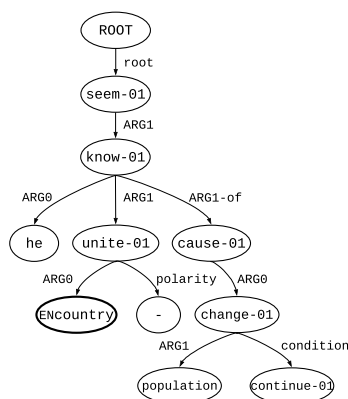 ROOT
root
seem-01
ARG1
know-01
ARG0 ARG1 ARG1-of
he unite-01 cause-01
ARG0 polarity ARG0
ENcountry - change-01
ARG1 condition
population continue-01